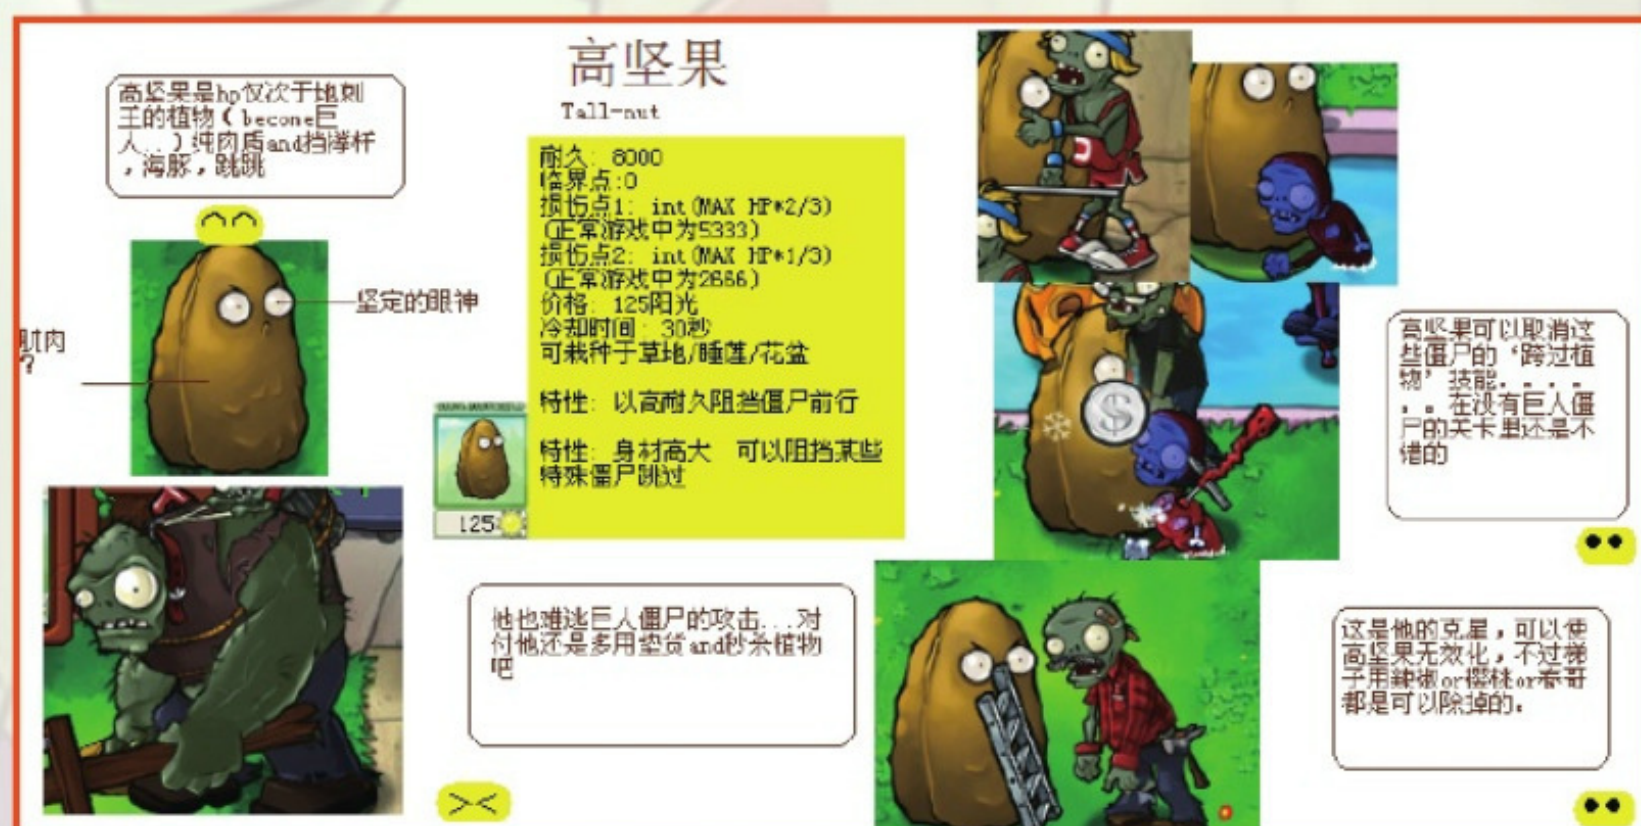 高坚果
Tall-nut
高坚果是hp仅次于地刺
王的植物（becone巨
人..）纯肉质and挡撑杆
，海豚，跳跳
坚定的眼神
肌肉
？
耐久：8000
临界点:0
损伤点1：int(MAX HP*2/3)
(正常游戏中为5333)
损伤点2：int(MAX HP*1/3)
(正常游戏中为2666)
价格：125阳光
冷却时间：30秒
可栽种于草地/睡莲/花盆
特性：以高耐久阻挡僵尸前行
特性：身材高大 可以阻挡某些
特殊僵尸跳过
125
高坚果可以取消这
些僵尸的‘跨过植
物’技能。。。。
。。在没有巨人僵
尸的关卡里还是不
错的
他也难逃巨人僵尸的攻击...对
付他还是多用垫货and秒杀植物
吧
这是他的克星，可以使
高坚果无效化，不过梯
子用辣椒or樱桃or春哥
都是可以除掉的。